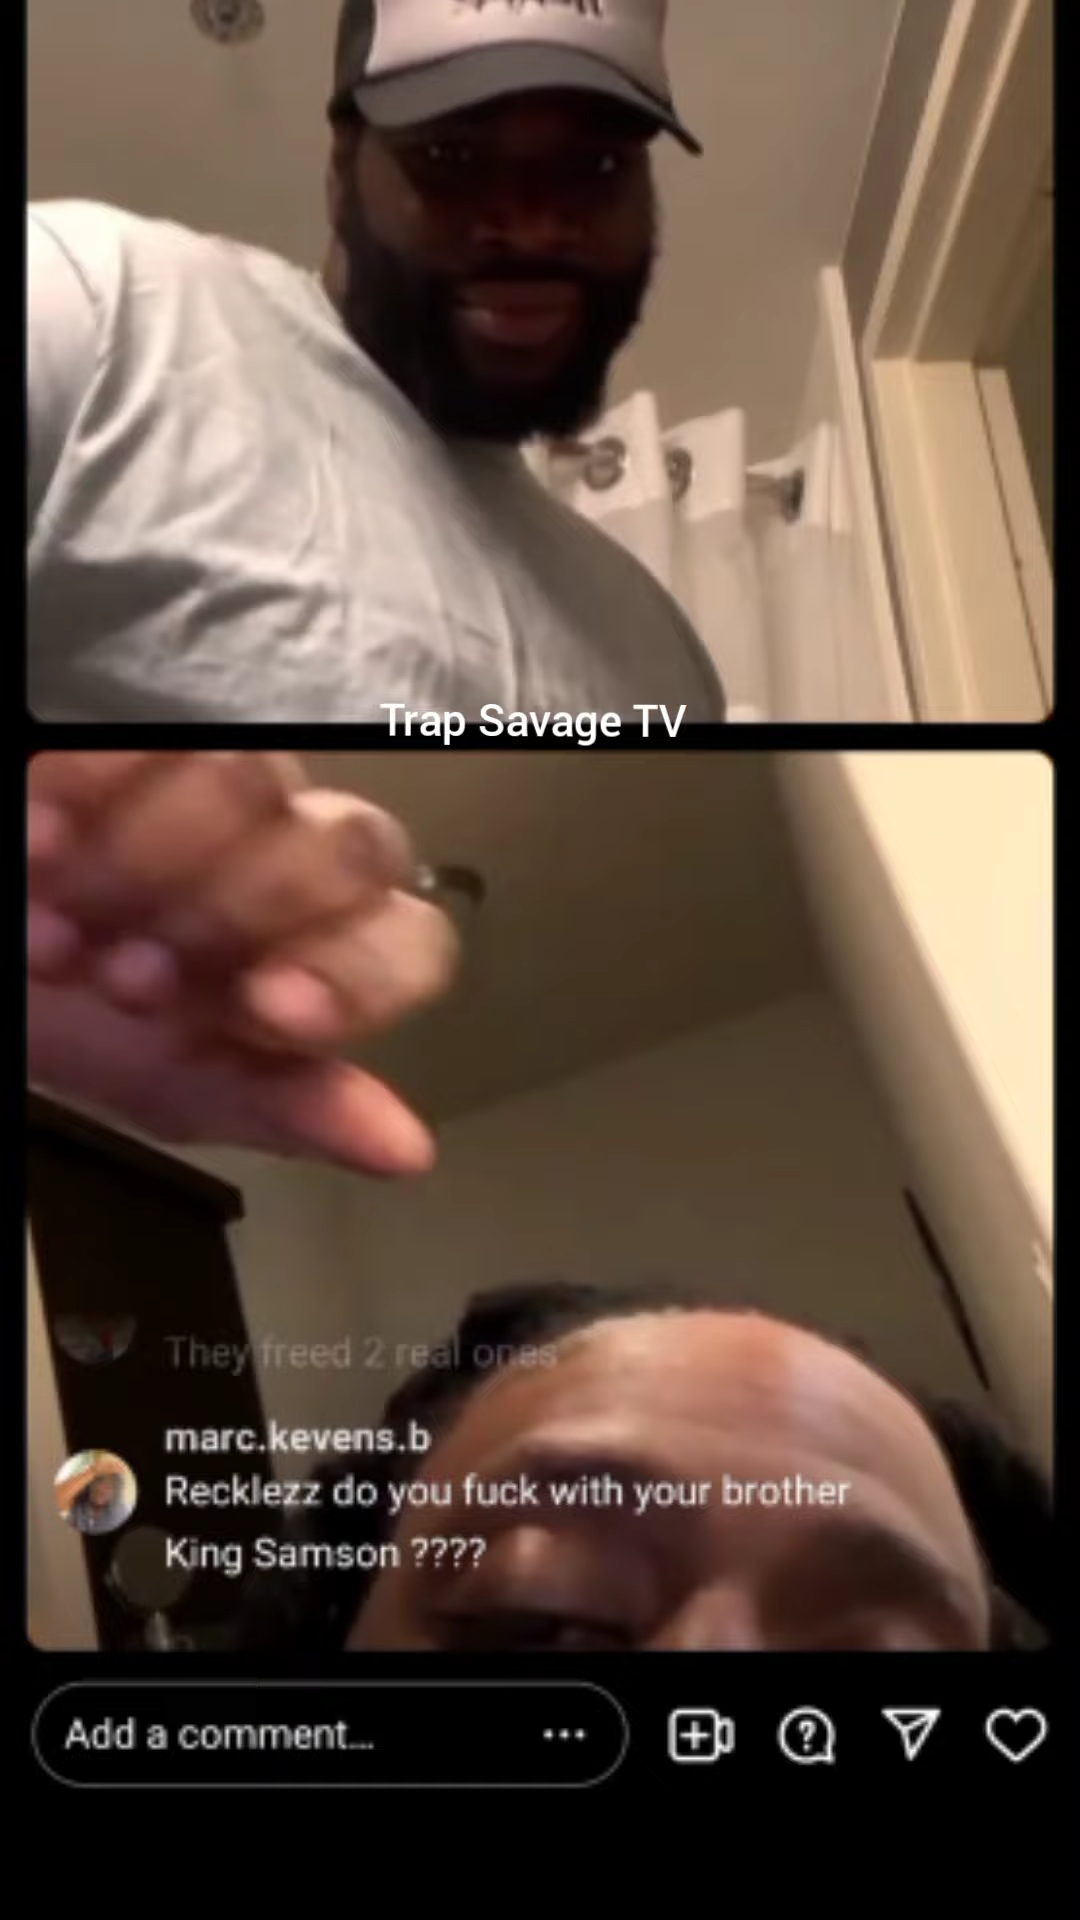 Trap Savage TV
They freed 2 real ones
marc.kevens.b
Recklezz do you fuck with your brother
King Samson ????
Add a comment...